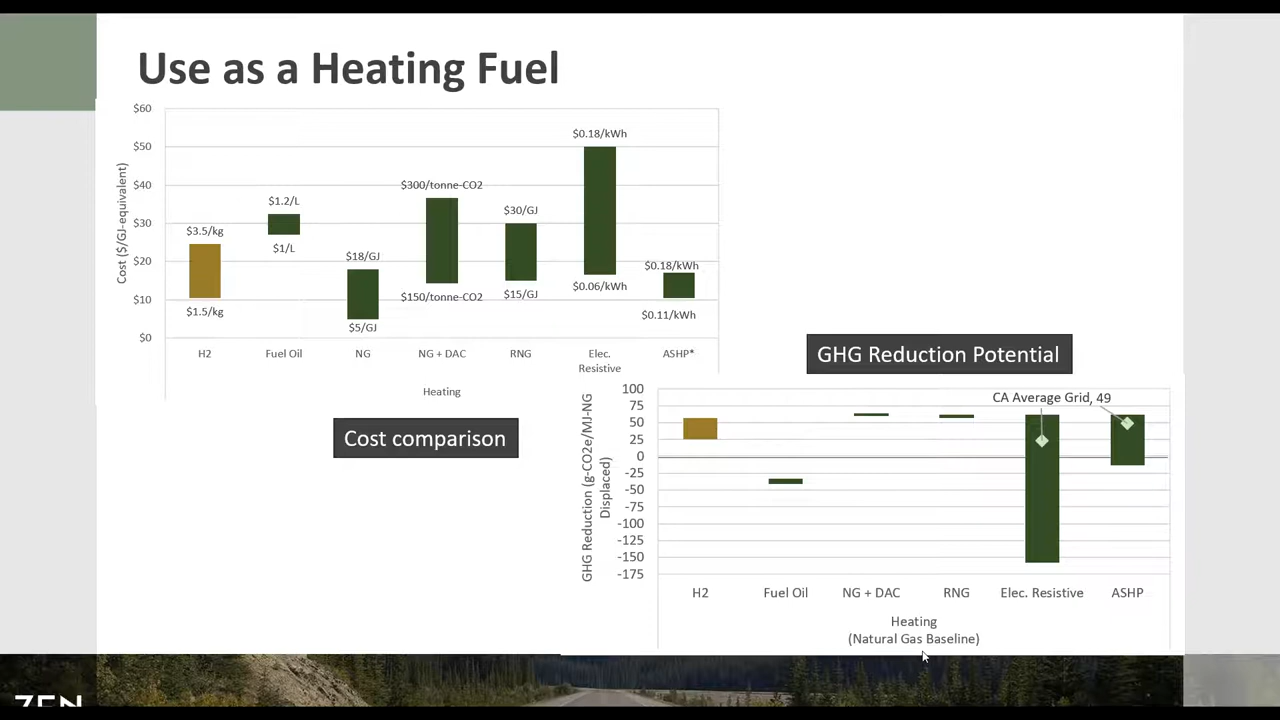 Use as a Heating Fuel
$60
$50
$40
$30
$20
$10
$0
Cost ($/GJ-equivalent)
$3.5/kg
$1.5/kg
$1.2/L
$1/L
$18/GJ
$5/GJ
$300/tonne-CO2
$150/tonne-CO2
$30/GJ
$15/GJ
$0.18/kWh
$0.06/kWh
$0.18/kWh
$0.11/kWh
H2
Fuel Oil
NG
NG + DAC
RNG
Elec.
Resistive
ASHP*
Heating
Cost comparison
GHG Reduction Potential
GHG Reduction (g-CO2e/MJ-NG
Displaced)
100
75
50
25
0
-25
-50
-75
-100
-125
-150
-175
CA Average Grid, 49
H2
Fuel Oil
NG + DAC
RNG
Elec. Resistive
ASHP
Heating
(Natural Gas Baseline)
ZEN